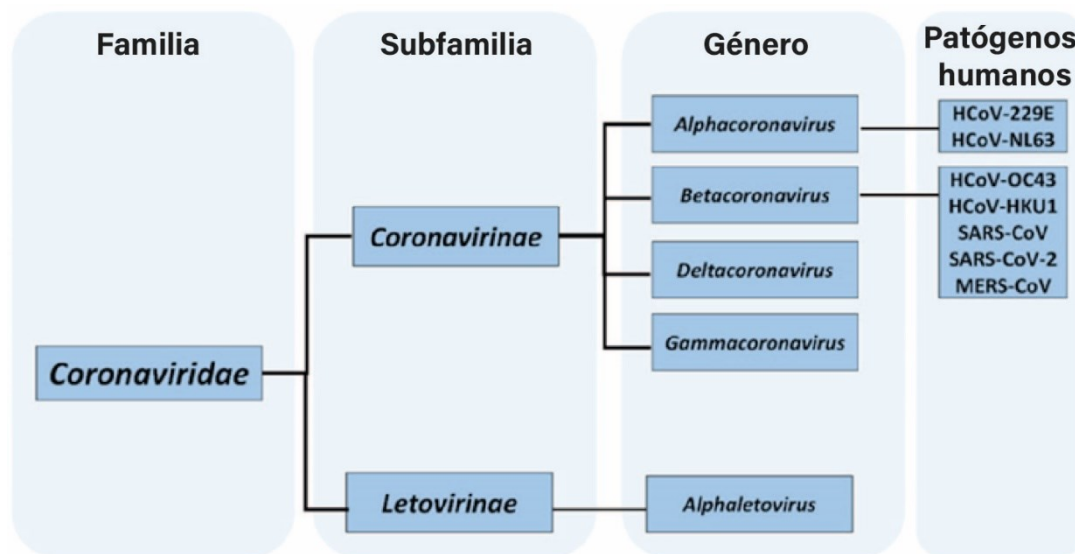 Familia
Subfamilia
Género
Patógenos
humanos
Alphacoronavirus
HCoV-229E
HCoV-NL63
Betacoronavirus
HCoV-OC43
HCoV-HKU1
SARS-CoV
SARS-CoV-2
MERS-CoV
Coronavirinae
Deltacoronavirus
Gammacoronavirus
Coronaviridae
Letovirinae
Alphaletovirus